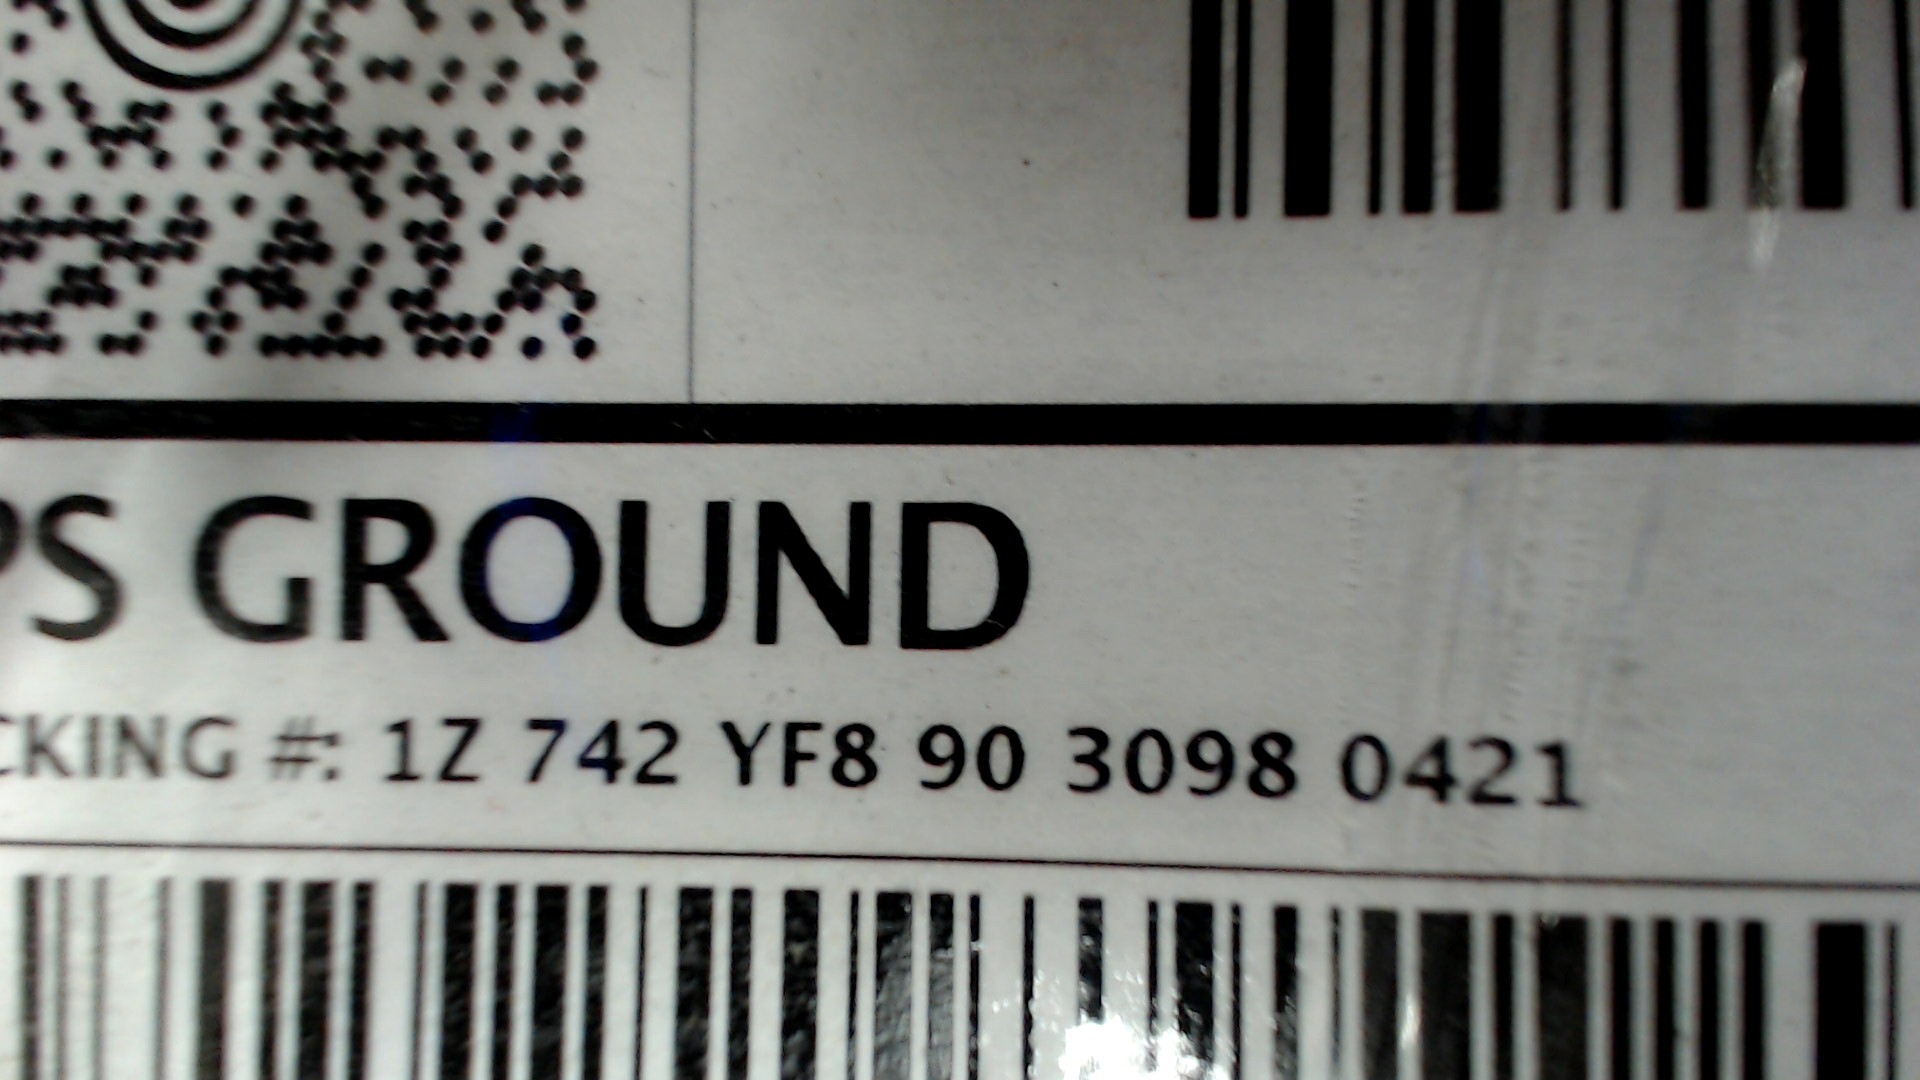 PS GROUND
CKING #: 1Z 742 YF8 90 3098 0421